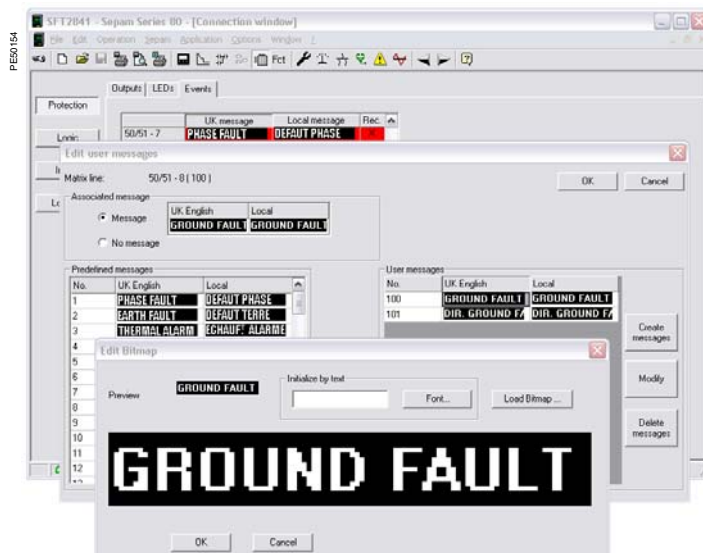 PE50154
SFT2841 - Sepam Series 80 - [Connection window]
File Edit Operation Sepam Application Options Window ?
Fct
Outputs LEDs Events
Protection
UK message Local message Rec.
50/51 - 7 PHASE FAULT DEFAUT PHASE X
Logic
Edit user messages
Matrix line: 50/51 - 8 ( 100 )
OK Cancel
Associated message
UK English Local
Message
GROUND FAULT GROUND FAULT
No message
Predefined messages
No. UK English Local
1 PHASE FAULT DEFAUT PHASE
2 EARTH FAULT DEFAUT TERRE
3 THERMAL ALARM ECHAUF. ALARME
4
5
6
7
8
9
10
11
12
User messages
No. UK English Local
100 GROUND FAULT GROUND FAULT
101 DIR. GROUND FA DIR. GROUND FA
Create messages
Modify
Delete messages
Edit Bitmap
Preview GROUND FAULT
Initialize by text
Font...
Load Bitmap ...
GROUND FAULT
OK Cancel